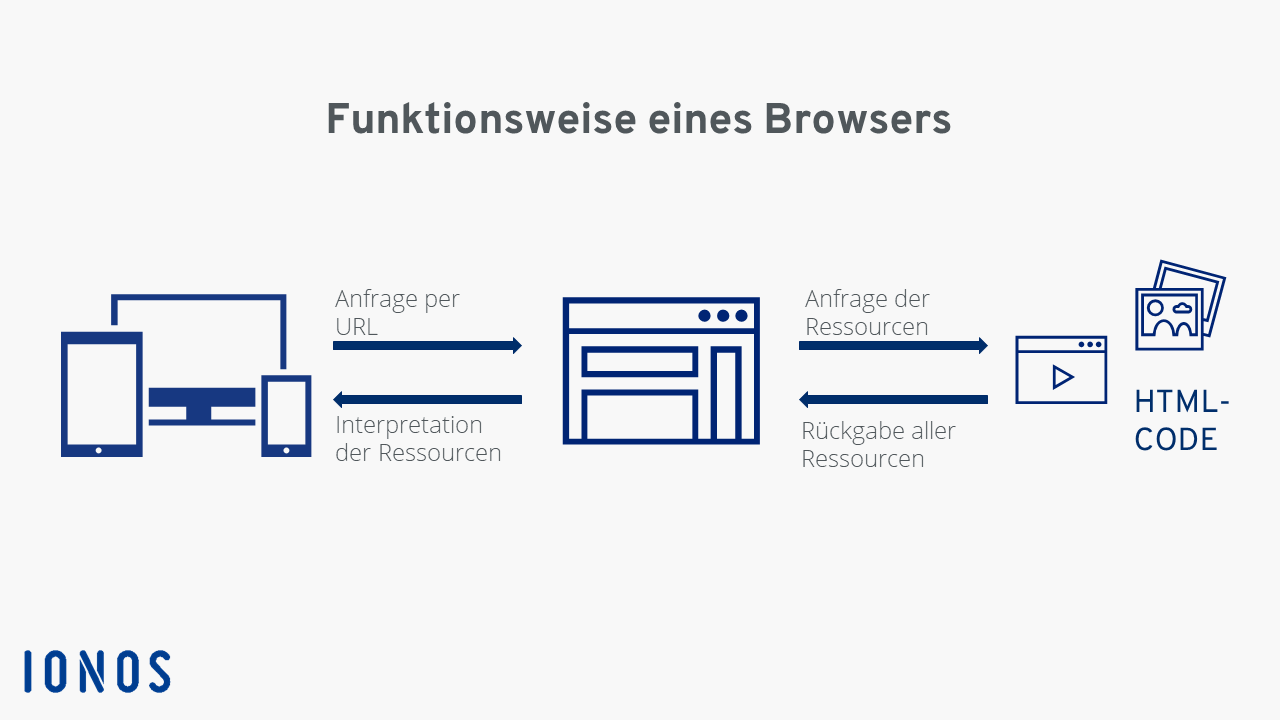 Funktionsweise eines Browsers
Anfrage per
URL
Interpretation
der Ressourcen
Anfrage der
Ressourcen
Rückgabe aller
Ressourcen
HTML-
CODE
IONOS